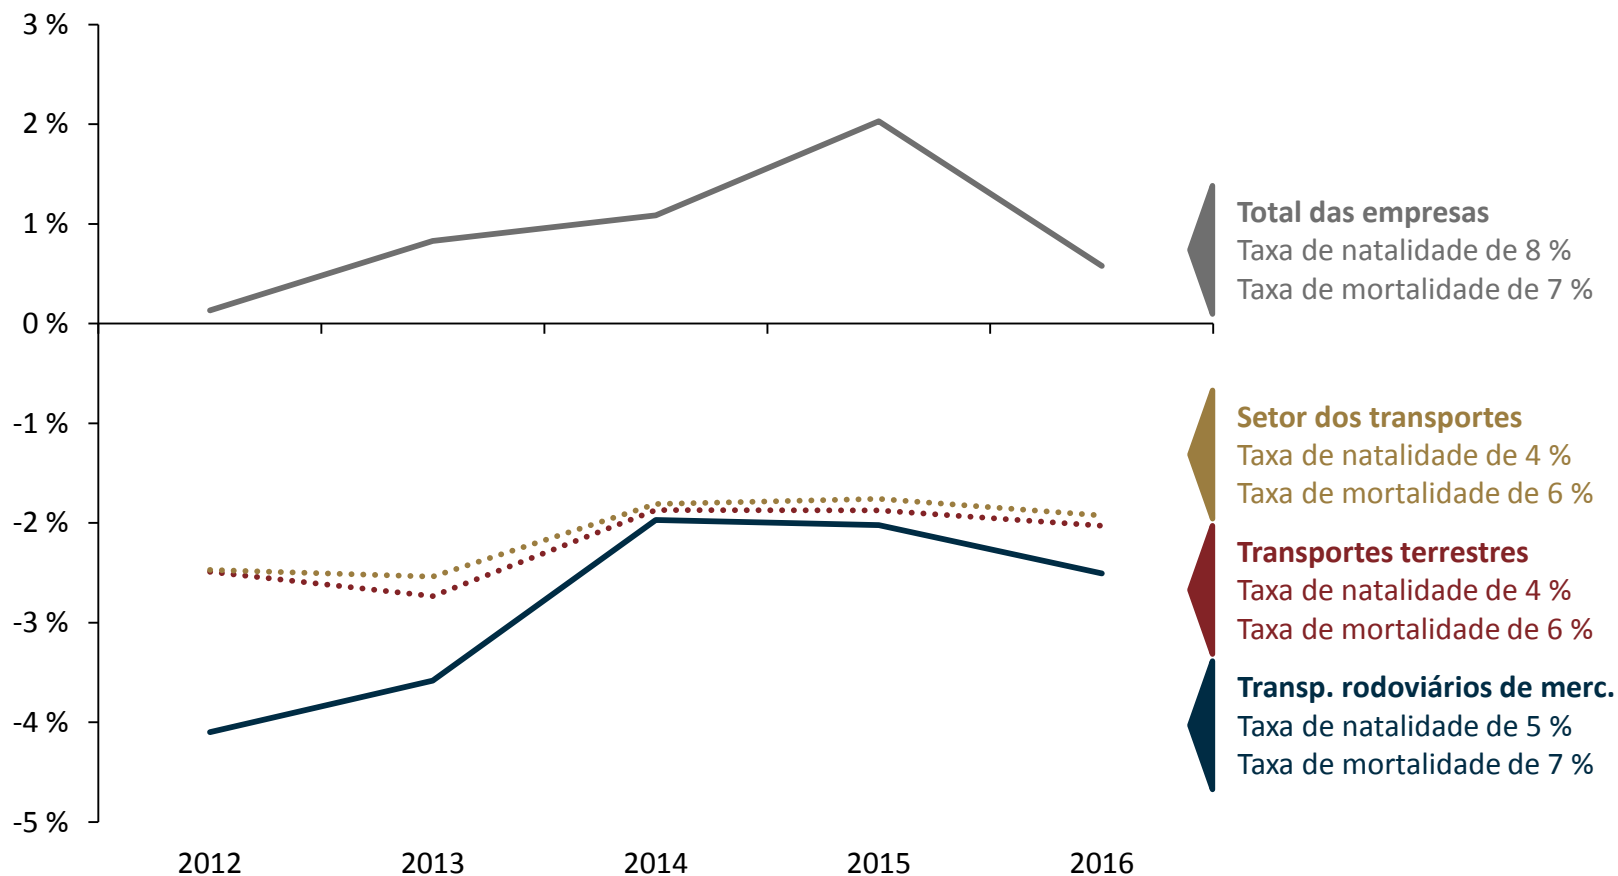 3 %
2 %
1 %
0 %
-1 %
-2 %
-3 %
-4 %
-5 %
2012 2013 2014 2015 2016
Total das empresas
Taxa de natalidade de 8 %
Taxa de mortalidade de 7 %
Setor dos transportes
Taxa de natalidade de 4 %
Taxa de mortalidade de 6 %
Transportes terrestres
Taxa de natalidade de 4 %
Taxa de mortalidade de 6 %
Transp. rodoviários de merc.
Taxa de natalidade de 5 %
Taxa de mortalidade de 7 %